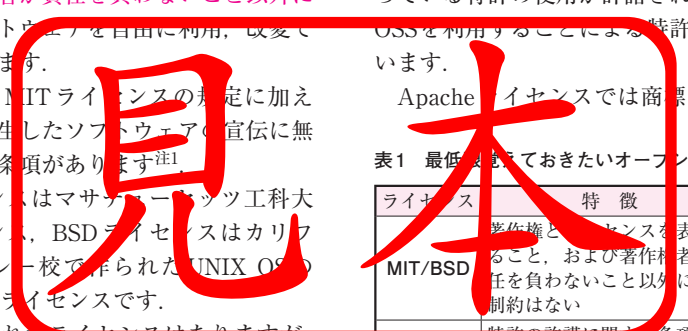 トウェアを自由に利用，改変で
ます．
MITライセンスの規定に加え
生したソフトウェアの宣伝に無
条項があります注1．
スはマサチューセッツ工科大
ンス，BSDライセンスはカリフ
レー校で作られたUNIX OSの
ライセンスです．
っている特許の使用が許諾され
OSSを利用することによる特許
います．
Apacheライセンスでは商標
表1 最低限覚えておきたいオープン
ライセンス 特 徴
MIT/BSD
著作権とライセンスを表
ること，および著作権者
任を負わないこと以外に
制約はない
見本